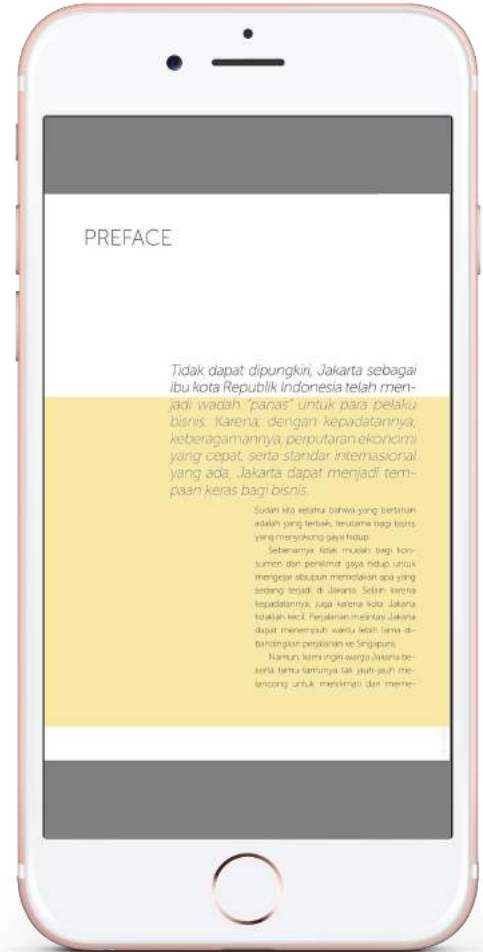 PREFACE
Tidak dapat dipungkiri, Jakarta sebagai
ibu kota Republik Indonesia telah men-
jadi wadah "panas" untuk para pelaku
bisnis. Karena, dengan kepadatannya,
keberagamannya, perputaran ekonomi
yang cepat, serta standar internasional
yang ada, Jakarta dapat menjadi tem-
paan keras bagi bisnis.
Sudah kita ketahui bahwa yang bertahan
adalah yang terbaik, terutama bagi bisnis
yang menyokong gaya hidup.
Sebenarnya tidak mudah bagi kon-
sumen dan penikmat gaya hidup untuk
mengejar ataupun memetakan apa yang
sedang terjadi di Jakarta. Selain karena
kepadatannya, juga karena kota Jakarta
tidaklah kecil. Perjalanan melintasi Jakarta
dapat menempuh waktu lebih lama di-
bandingkan perjalanan ke Singapura.
Namun, kami ingin warga Jakarta be-
serta tamu-tamunya tak jauh-jauh me-
lancong untuk menikmati dan meme-